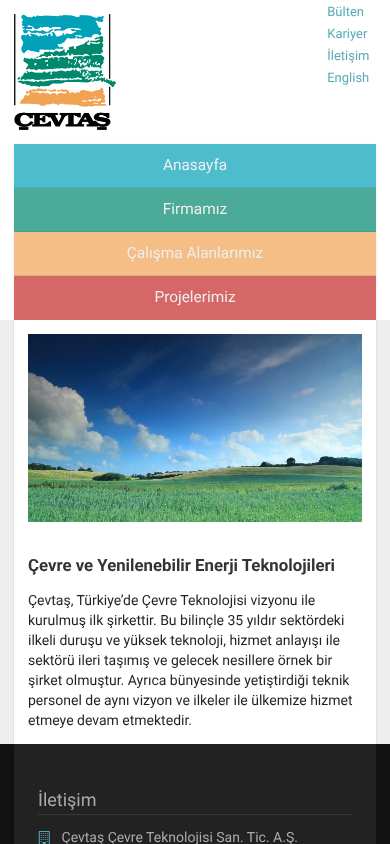 Bülten
Kariyer
İletişim
English
ÇEVTAŞ
Anasayfa
Firmamız
Çalışma Alanlarımız
Projelerimiz
Çevre ve Yenilenebilir Enerji Teknolojileri
Çevtaş, Türkiye’de Çevre Teknolojisi vizyonu ile
kurulmuş ilk şirkettir. Bu bilinçle 35 yıldır sektördeki
ilkeli duruşu ve yüksek teknoloji, hizmet anlayışı ile
sektörü ileri taşımış ve gelecek nesillere örnek bir
şirket olmuştur. Ayrıca bünyesinde yetiştirdiği teknik
personel de aynı vizyon ve ilkeler ile ülkemize hizmet
etmeye devam etmektedir.
İletişim
Çevtaş Çevre Teknolojisi San. Tic. A.Ş.